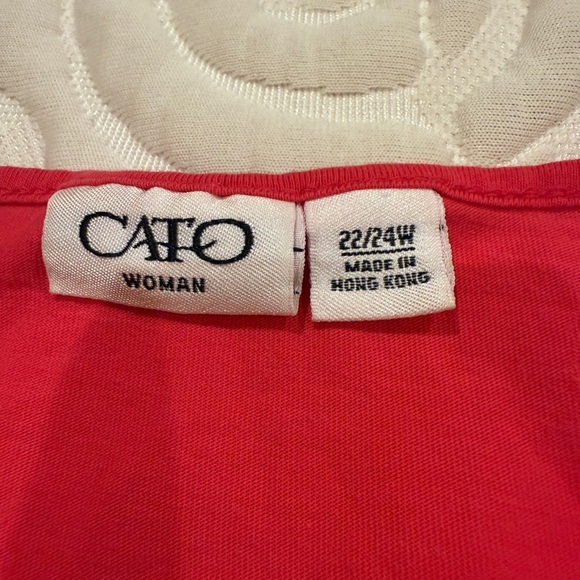 CATO
WOMAN
22/24W
MADE IN
HONG KONG